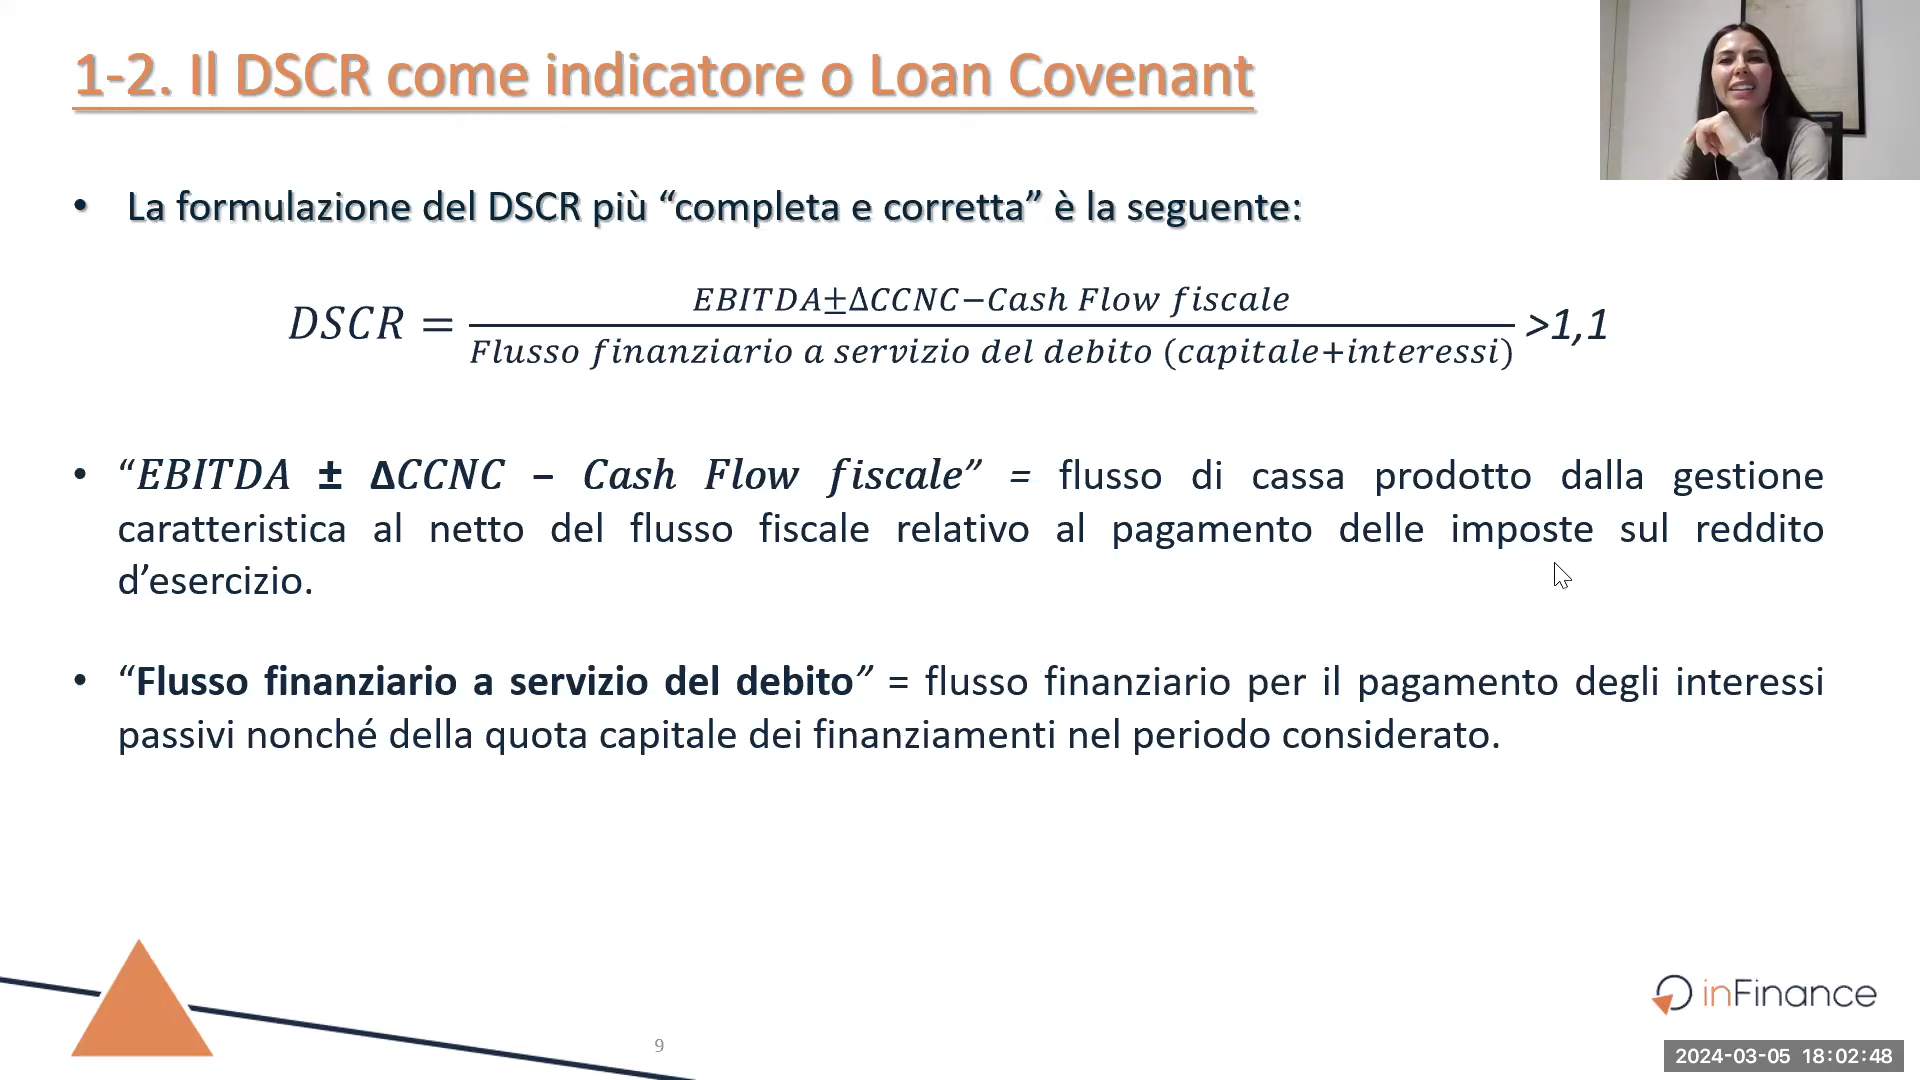 1-2. Il DSCR come indicatore o Loan Covenant
• La formulazione del DSCR più “completa e corretta” è la seguente:
DSCR = EBITDA±ΔCCNC−Cash Flow fiscale / Flusso finanziario a servizio del debito (capitale+interessi) >1,1
• “EBITDA ± ΔCCNC – Cash Flow fiscale” = flusso di cassa prodotto dalla gestione
caratteristica al netto del flusso fiscale relativo al pagamento delle imposte sul reddito
d’esercizio.
• “Flusso finanziario a servizio del debito” = flusso finanziario per il pagamento degli interessi
passivi nonché della quota capitale dei finanziamenti nel periodo considerato.
inFinance
9
2024-03-05 18:02:48